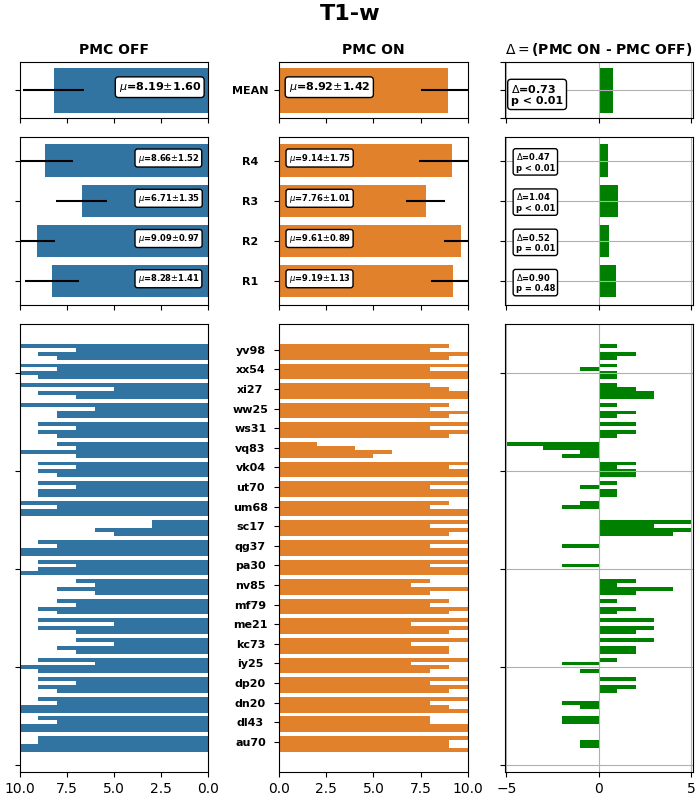 T1-w
PMC OFF
PMC ON
Δ = (PMC ON - PMC OFF)
μ=8.19±1.60
MEAN
μ=8.92±1.42
Δ=0.73
p < 0.01
μ=8.66±1.52
R4
μ=9.14±1.75
Δ=0.47
p < 0.01
μ=6.71±1.35
R3
μ=7.76±1.01
Δ=1.04
p < 0.01
μ=9.09±0.97
R2
μ=9.61±0.89
Δ=0.52
p = 0.01
μ=8.28±1.41
R1
μ=9.19±1.13
Δ=0.90
p = 0.48
yv98
xx54
xi27
ww25
ws31
vq83
vk04
ut70
um68
sc17
qg37
pa30
nv85
mf79
me21
kc73
iy25
dp20
dn20
dl43
au70
10.0 7.5 5.0 2.5 0.0
0.0 2.5 5.0 7.5 10.0
−5 0 5